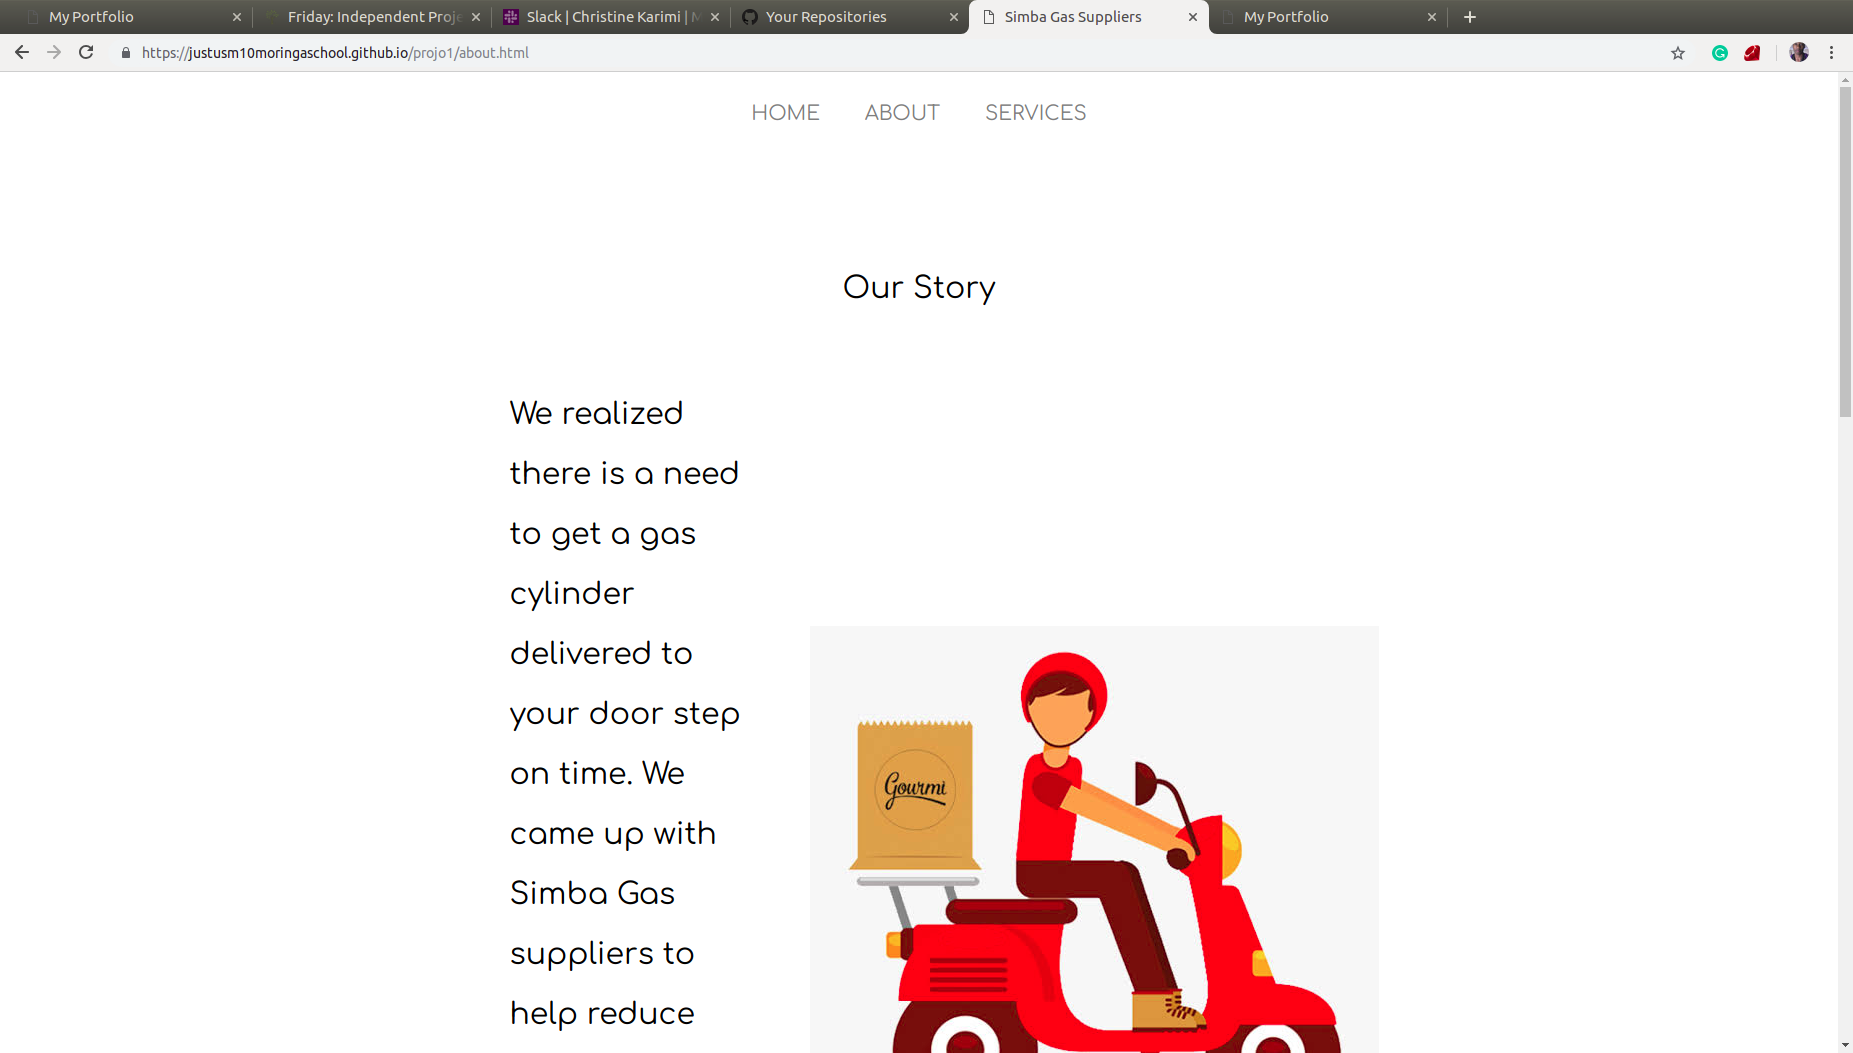 My Portfolio
Friday: Independent Proje
Slack | Christine Karimi | M
Your Repositories
Simba Gas Suppliers
My Portfolio
https://justusm10moringaschool.github.io/projo1/about.html
HOME ABOUT SERVICES
Our Story
We realized
there is a need
to get a gas
cylinder
delivered to
your door step
on time. We
came up with
Simba Gas
suppliers to
help reduce
Gourmi